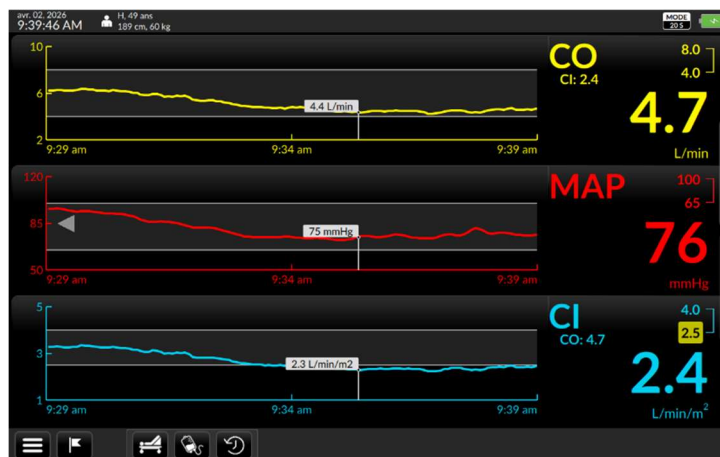 avr. 02, 2026
9:39:46 AM
H, 49 ans
189 cm, 60 kg
MODE
20 S
10
6
2
4.4 L/min
9:29 am
9:34 am
9:39 am
CO
CI: 2.4
8.0
4.0
4.7
L/min
120
85
50
75 mmHg
9:29 am
9:34 am
9:39 am
MAP
100
65
76
mmHg
5
3
1
2.3 L/min/m2
9:29 am
9:34 am
9:39 am
CI
CO: 4.7
4.0
2.5
2.4
L/min/m²